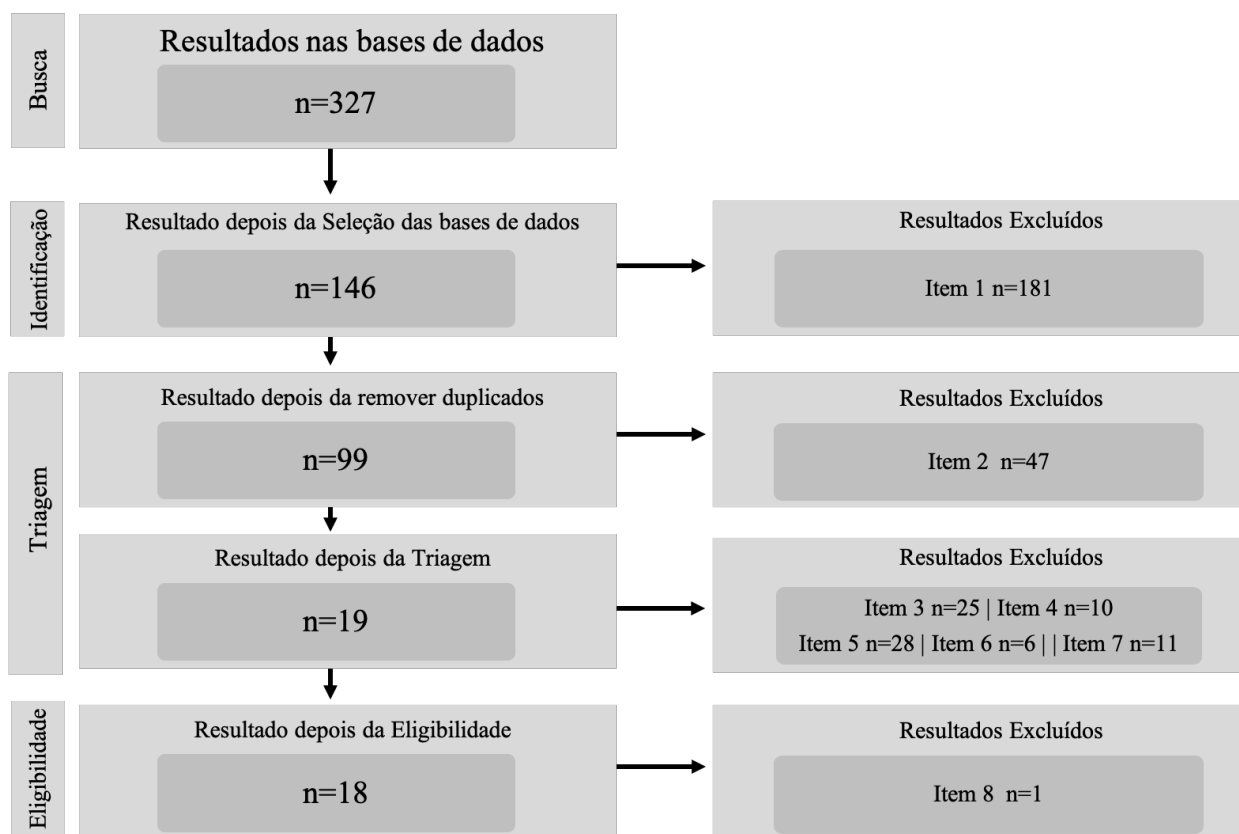 Busca
Resultados nas bases de dados
n=327
Identificação
Resultado depois da Seleção das bases de dados
n=146
Resultados Excluídos
Item 1 n=181
Triagem
Resultado depois da remover duplicados
n=99
Resultados Excluídos
Item 2 n=47
Resultado depois da Triagem
n=19
Resultados Excluídos
Item 3 n=25 | Item 4 n=10
Item 5 n=28 | Item 6 n=6 | | Item 7 n=11
Eligibilidade
Resultado depois da Eligibilidade
n=18
Resultados Excluídos
Item 8 n=1